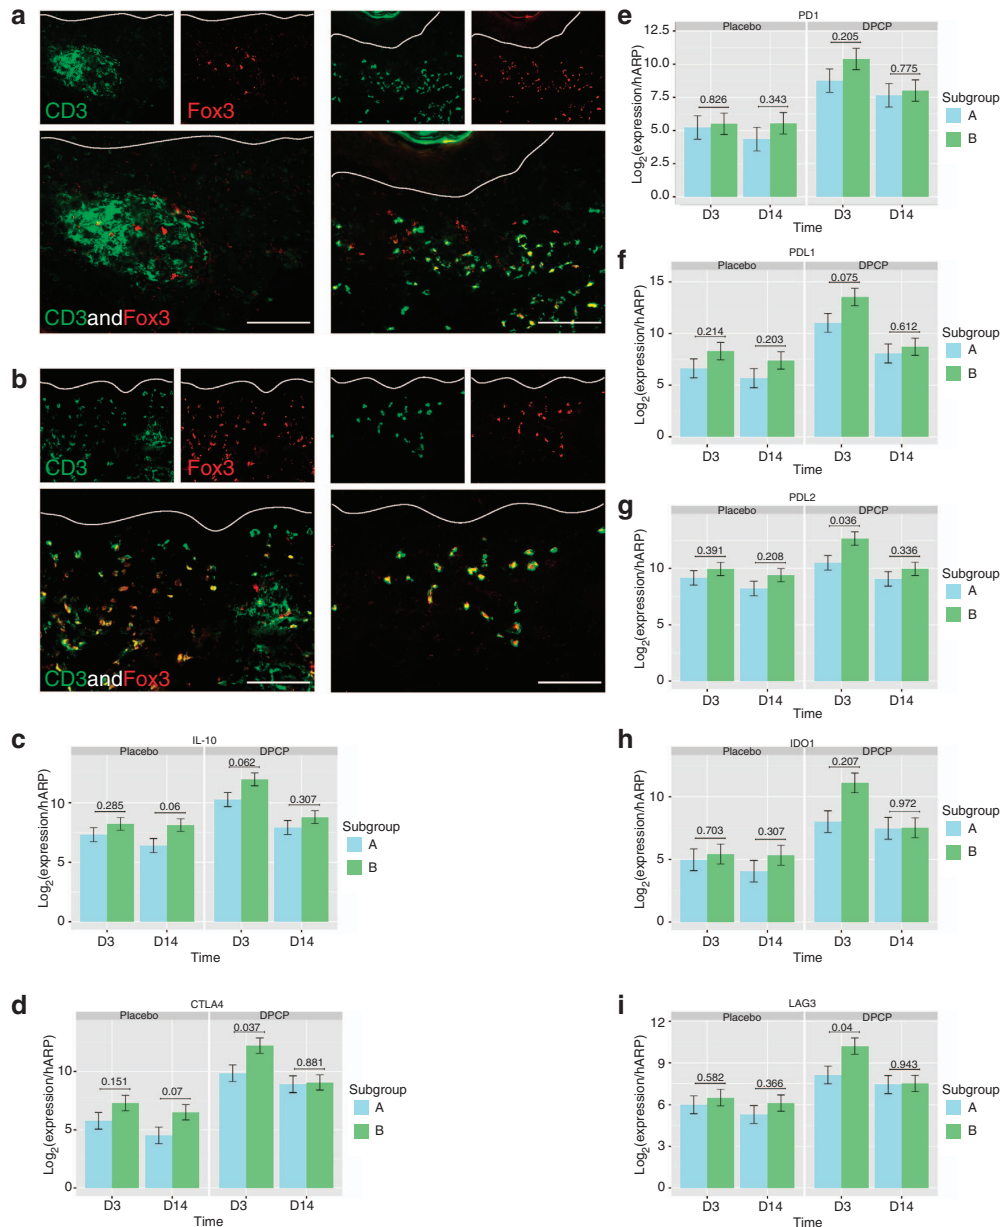 a
CD3
Fox3
CD3andFox3
b
CD3
Fox3
CD3andFox3
c
IL-10
Placebo
DPCP
0.285
0.06
0.062
0.307
10
5
0
Log2(expression/hARP)
D3
D14
D3
D14
Time
Subgroup
A
B
d
CTLA4
Placebo
DPCP
0.151
0.07
0.037
0.881
10
5
0
Log2(expression/hARP)
D3
D14
D3
D14
Time
Subgroup
A
B
e
PD1
Placebo
DPCP
0.826
0.343
0.205
0.775
12.5
10.0
7.5
5.0
2.5
0.0
Log2(expression/hARP)
D3
D14
D3
D14
Time
Subgroup
A
B
f
PDL1
Placebo
DPCP
0.214
0.203
0.075
0.612
15
10
5
0
Log2(expression/hARP)
D3
D14
D3
D14
Time
Subgroup
A
B
g
PDL2
Placebo
DPCP
0.391
0.208
0.036
0.336
10
5
0
Log2(expression/hARP)
D3
D14
D3
D14
Time
Subgroup
A
B
h
IDO1
Placebo
DPCP
0.703
0.307
0.207
0.972
10
5
0
Log2(expression/hARP)
D3
D14
D3
D14
Time
Subgroup
A
B
i
LAG3
Placebo
DPCP
0.582
0.366
0.04
0.943
12
9
6
3
0
Log2(expression/hARP)
D3
D14
D3
D14
Time
Subgroup
A
B